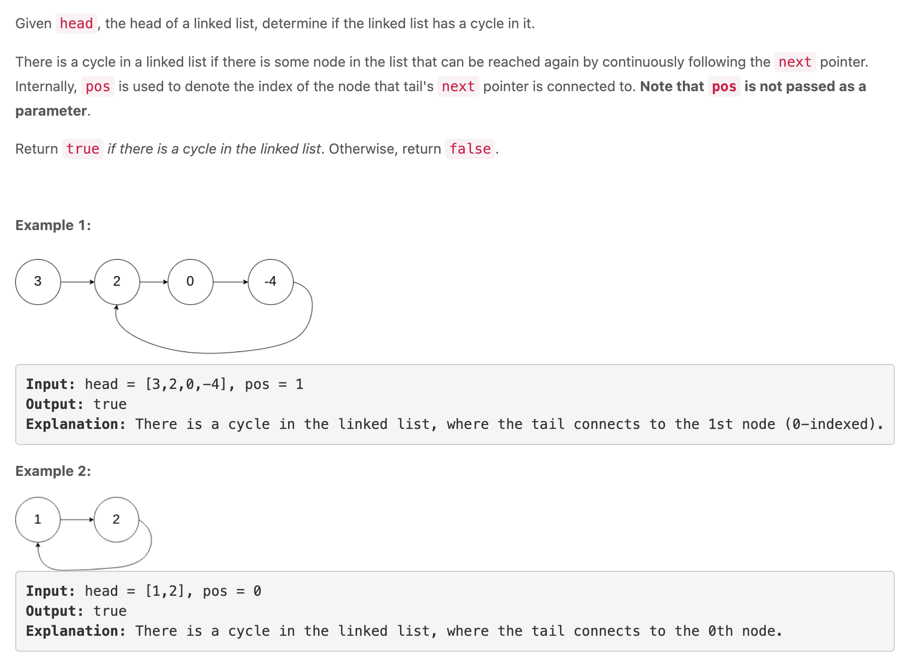 Given head, the head of a linked list, determine if the linked list has a cycle in it.
There is a cycle in a linked list if there is some node in the list that can be reached again by continuously following the next pointer.
Internally, pos is used to denote the index of the node that tail's next pointer is connected to. Note that pos is not passed as a
parameter.
Return true if there is a cycle in the linked list. Otherwise, return false.
Example 1:
3 2 0 -4
Input: head = [3,2,0,-4], pos = 1
Output: true
Explanation: There is a cycle in the linked list, where the tail connects to the 1st node (0-indexed).
Example 2:
1 2
Input: head = [1,2], pos = 0
Output: true
Explanation: There is a cycle in the linked list, where the tail connects to the 0th node.